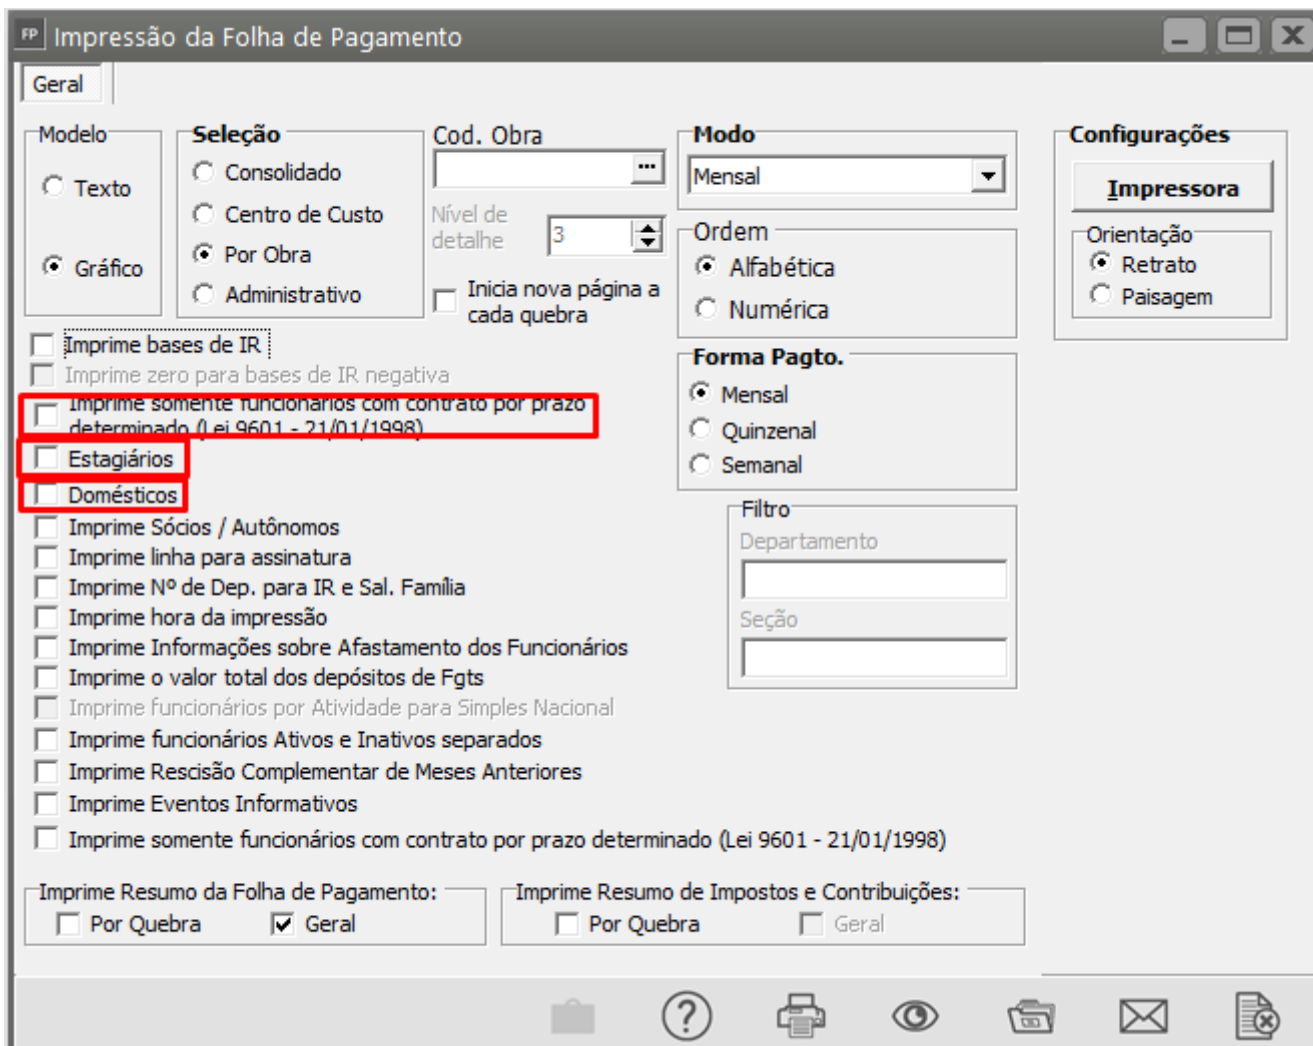 FP Impressão da Folha de Pagamento
Geral
Modelo
Texto
Gráfico
Seleção
Consolidado
Centro de Custo
Por Obra
Administrativo
Cod. Obra
...
Nível de
detalhe
3
Inicia nova página a
cada quebra
Modo
Mensal
Ordem
Alfabética
Numérica
Forma Pagto.
Mensal
Quinzenal
Semanal
Filtro
Departamento
Seção
Configurações
Impressora
Orientação
Retrato
Paisagem
Imprime bases de IR
Imprime zero para bases de IR negativa
Imprime somente funcionários com contrato por prazo
determinado (Lei 9601 - 21/01/1998)
Estagiários
Domésticos
Imprime Sócios / Autônomos
Imprime linha para assinatura
Imprime Nº de Dep. para IR e Sal. Família
Imprime hora da impressão
Imprime Informações sobre Afastamento dos Funcionários
Imprime o valor total dos depósitos de Fgts
Imprime funcionários por Atividade para Simples Nacional
Imprime funcionários Ativos e Inativos separados
Imprime Rescisão Complementar de Meses Anteriores
Imprime Eventos Informativos
Imprime somente funcionários com contrato por prazo determinado (Lei 9601 - 21/01/1998)
Imprime Resumo da Folha de Pagamento:
Por Quebra
Geral
Imprime Resumo de Impostos e Contribuições:
Por Quebra
Geral